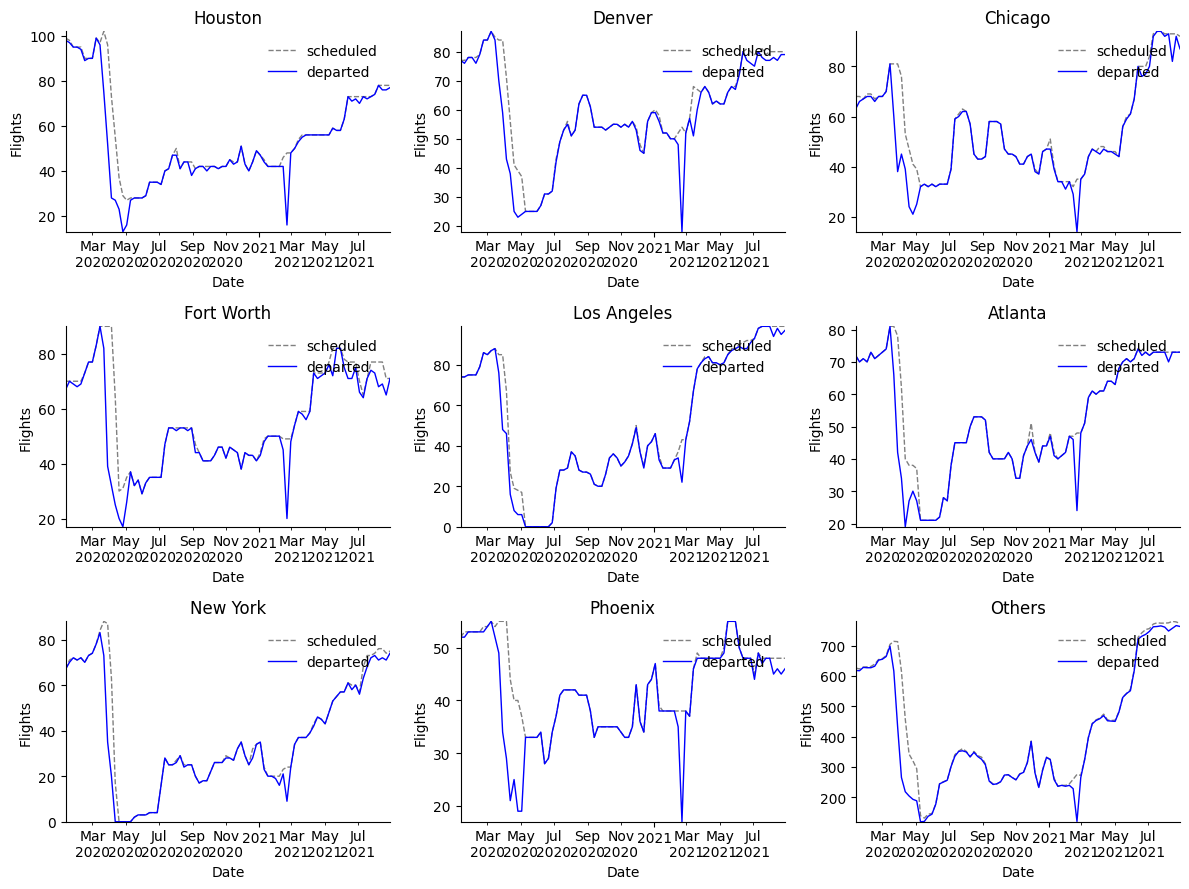 Houston
Denver
Chicago
100
80
60
40
20
Flights
scheduled
departed
Mar May Jul Sep Nov 2021 Mar May Jul
2020 2020 2020 2020 2020 2021 2021 2021
Date
80
70
60
50
40
30
20
Flights
scheduled
departed
Mar May Jul Sep Nov 2021 Mar May Jul
2020 2020 2020 2020 2020 2021 2021 2021
Date
80
60
40
20
Flights
scheduled
departed
Mar May Jul Sep Nov 2021 Mar May Jul
2020 2020 2020 2020 2020 2021 2021 2021
Date
Fort Worth
Los Angeles
Atlanta
80
60
40
20
Flights
scheduled
departed
Mar May Jul Sep Nov 2021 Mar May Jul
2020 2020 2020 2020 2020 2021 2021 2021
Date
80
60
40
20
0
Flights
scheduled
departed
Mar May Jul Sep Nov 2021 Mar May Jul
2020 2020 2020 2020 2020 2021 2021 2021
Date
80
70
60
50
40
30
20
Flights
scheduled
departed
Mar May Jul Sep Nov 2021 Mar May Jul
2020 2020 2020 2020 2020 2021 2021 2021
Date
New York
Phoenix
Others
80
60
40
20
0
Flights
scheduled
departed
Mar May Jul Sep Nov 2021 Mar May Jul
2020 2020 2020 2020 2020 2021 2021 2021
Date
50
40
30
20
Flights
scheduled
departed
Mar May Jul Sep Nov 2021 Mar May Jul
2020 2020 2020 2020 2020 2021 2021 2021
Date
700
600
500
400
300
200
Flights
scheduled
departed
Mar May Jul Sep Nov 2021 Mar May Jul
2020 2020 2020 2020 2020 2021 2021 2021
Date